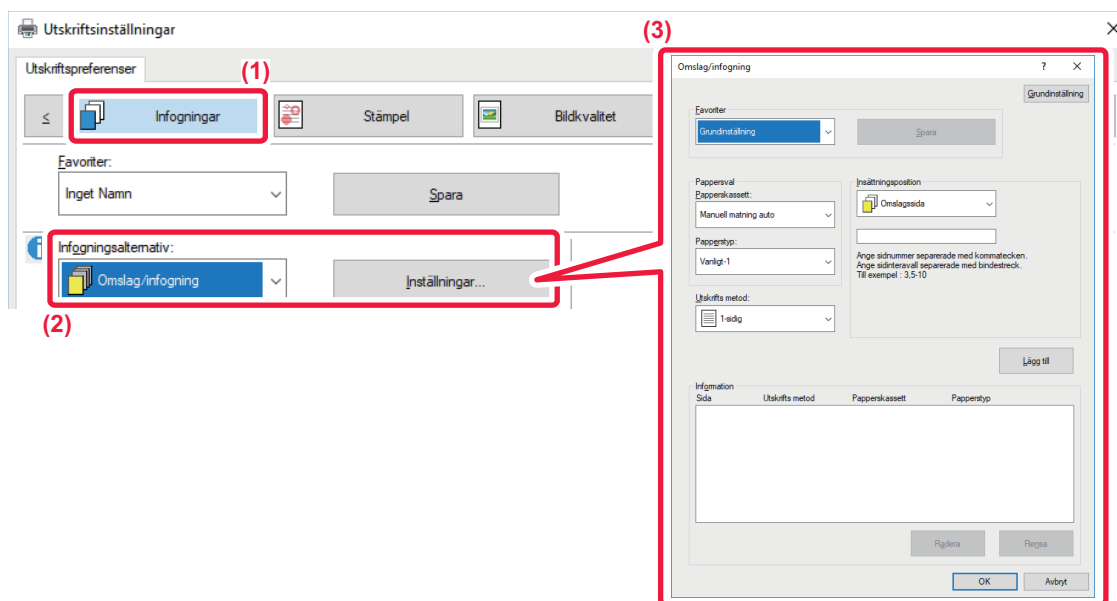 Utskriftsinställningar
Utskriftspreferenser
(1)
≤
Infogningar
Stämpel
Bildkvalitet
Favoriter:
Inget Namn
Spara
Infogningsalternativ:
Omslag/infogning
Inställningar...
(2)
(3)
Omslag/infogning
?
Grundinställning
Favoriter
Grundinställning
Spara
Pappersval
Papperskassett:
Manuell matning auto
Papperstyp:
Vanligt-1
Utskrifts metod:
1-sidig
Insättningsposition
Omslagssida
Ange sidnummer separerade med kommatecken.
Ange sidinteravall separerade med bindestreck.
Till exempel : 3,5-10
Lägg till
Information
Sida Utskrifts metod Papperskassett Papperstyp
Radera
Rensa
OK
Avbryt